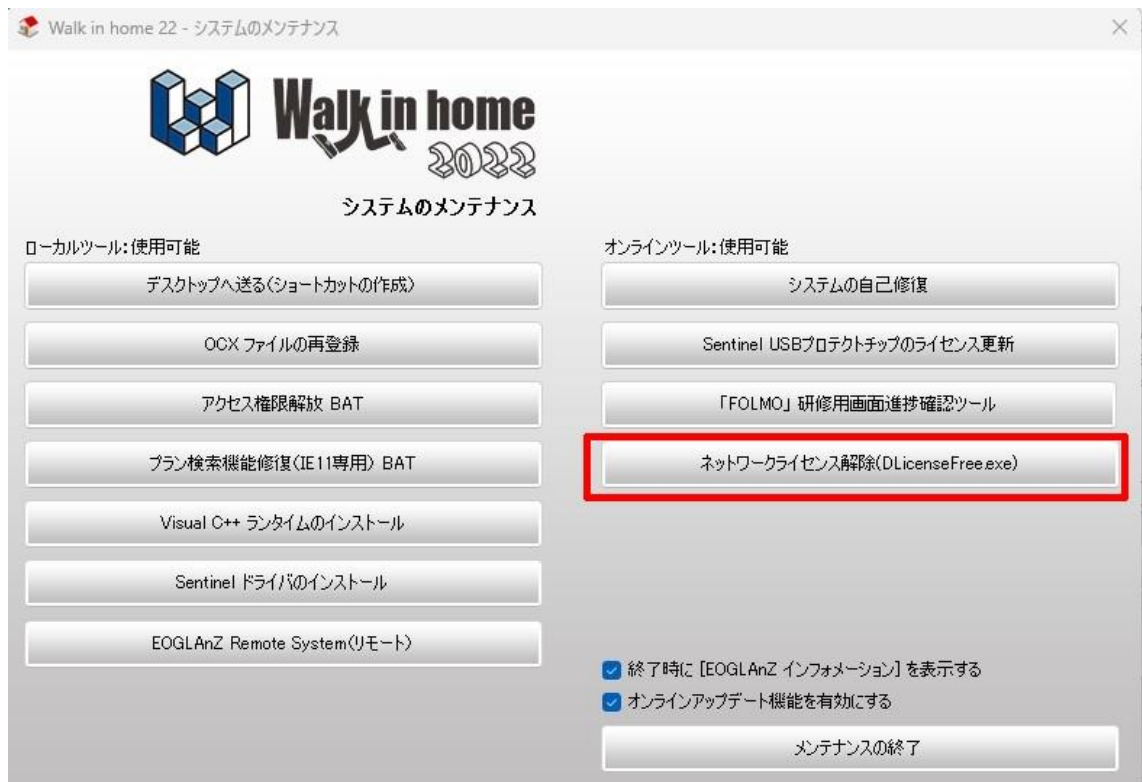 Walk in home 22 - システムのメンテナンス
Walk in home
2022
システムのメンテナンス
ローカルツール:使用可能
デスクトップへ送る(ショートカットの作成)
OCX ファイルの再登録
アクセス権限解放 BAT
プラン検索機能修復(IE11専用) BAT
Visual C++ ランタイムのインストール
Sentinel ドライバのインストール
EOGLAnZ Remote System(リモート)
オンラインツール:使用可能
システムの自己修復
Sentinel USBプロテクトチップのライセンス更新
「FOLMO」研修用画面進捗確認ツール
ネットワークライセンス解除(DLicenseFree.exe)
終了時に [EOGLAnZ インフォメーション] を表示する
オンラインアップデート機能を有効にする
メンテナンスの終了